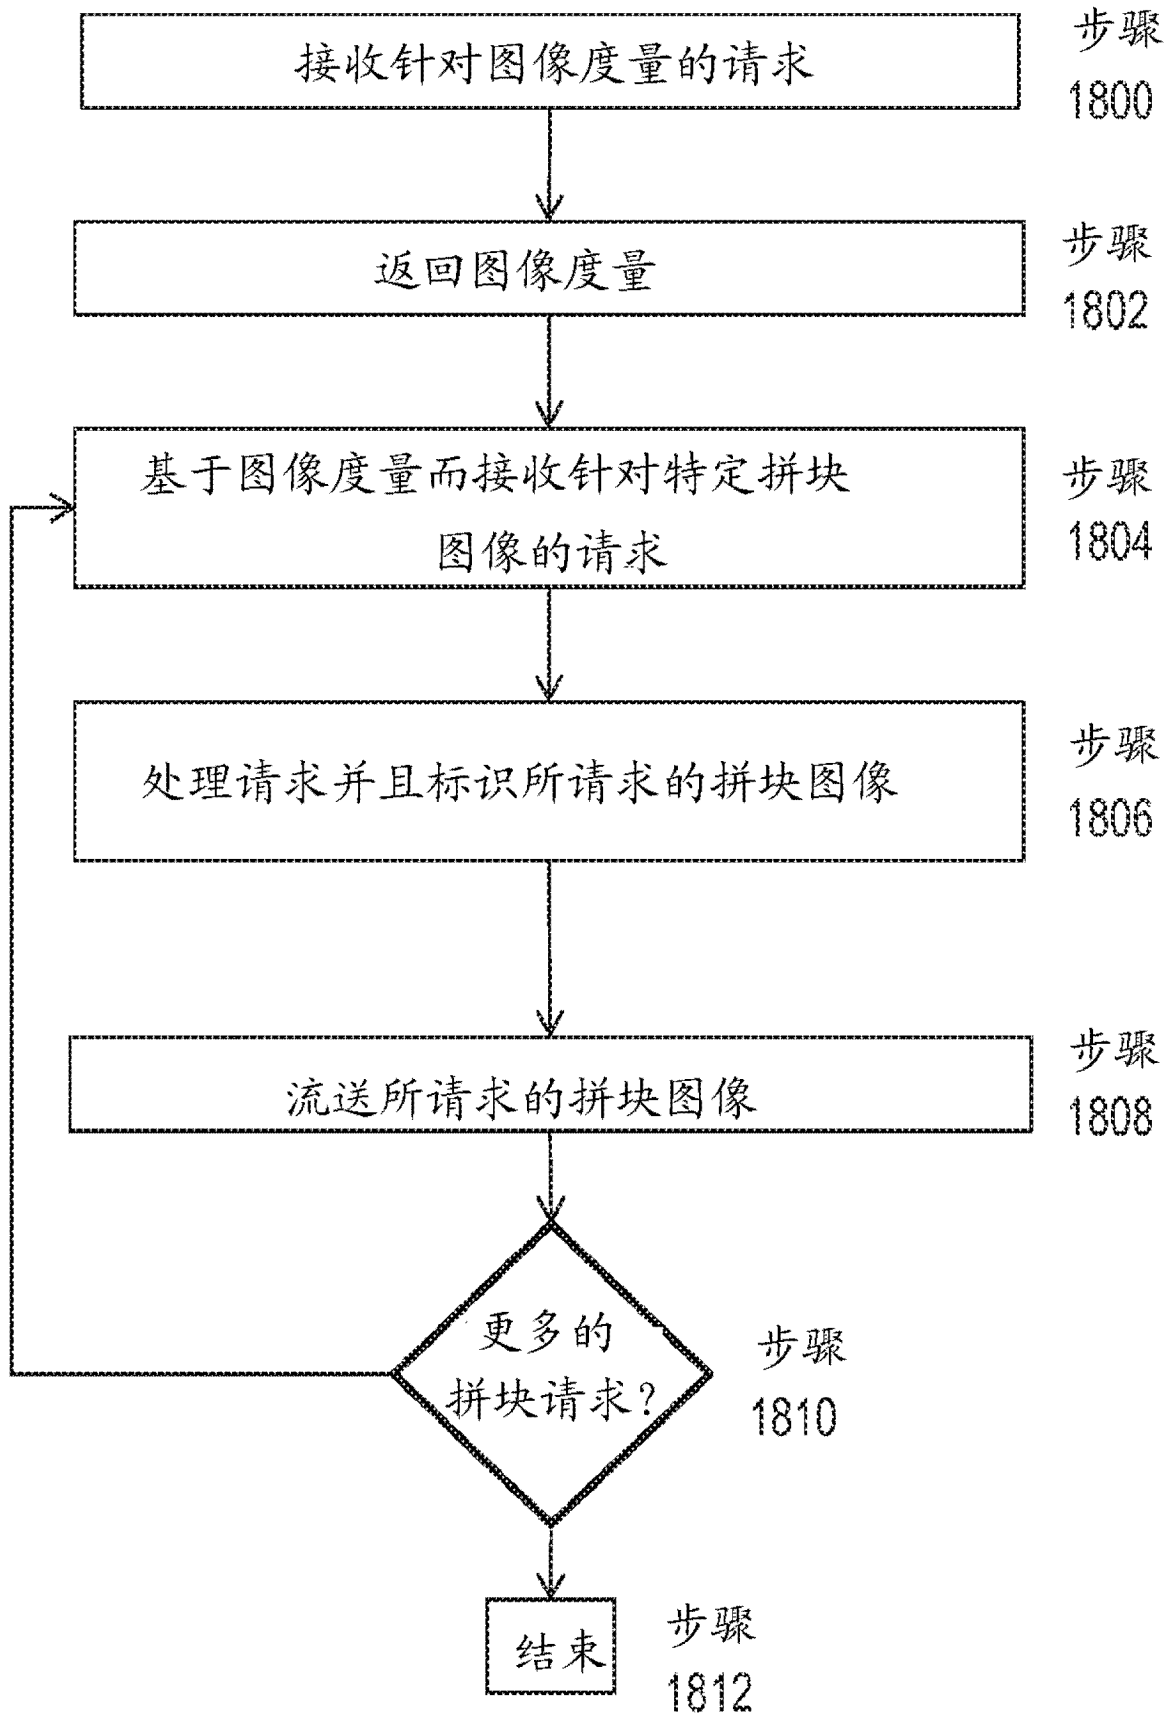 接收针对图像度量的请求
步骤
1800
返回图像度量
步骤
1802
基于图像度量而接收针对特定拼块
图像的请求
步骤
1804
处理请求并且标识所请求的拼块图像
步骤
1806
流送所请求的拼块图像
步骤
1808
更多的
拼块请求?
步骤
1810
结束
步骤
1812